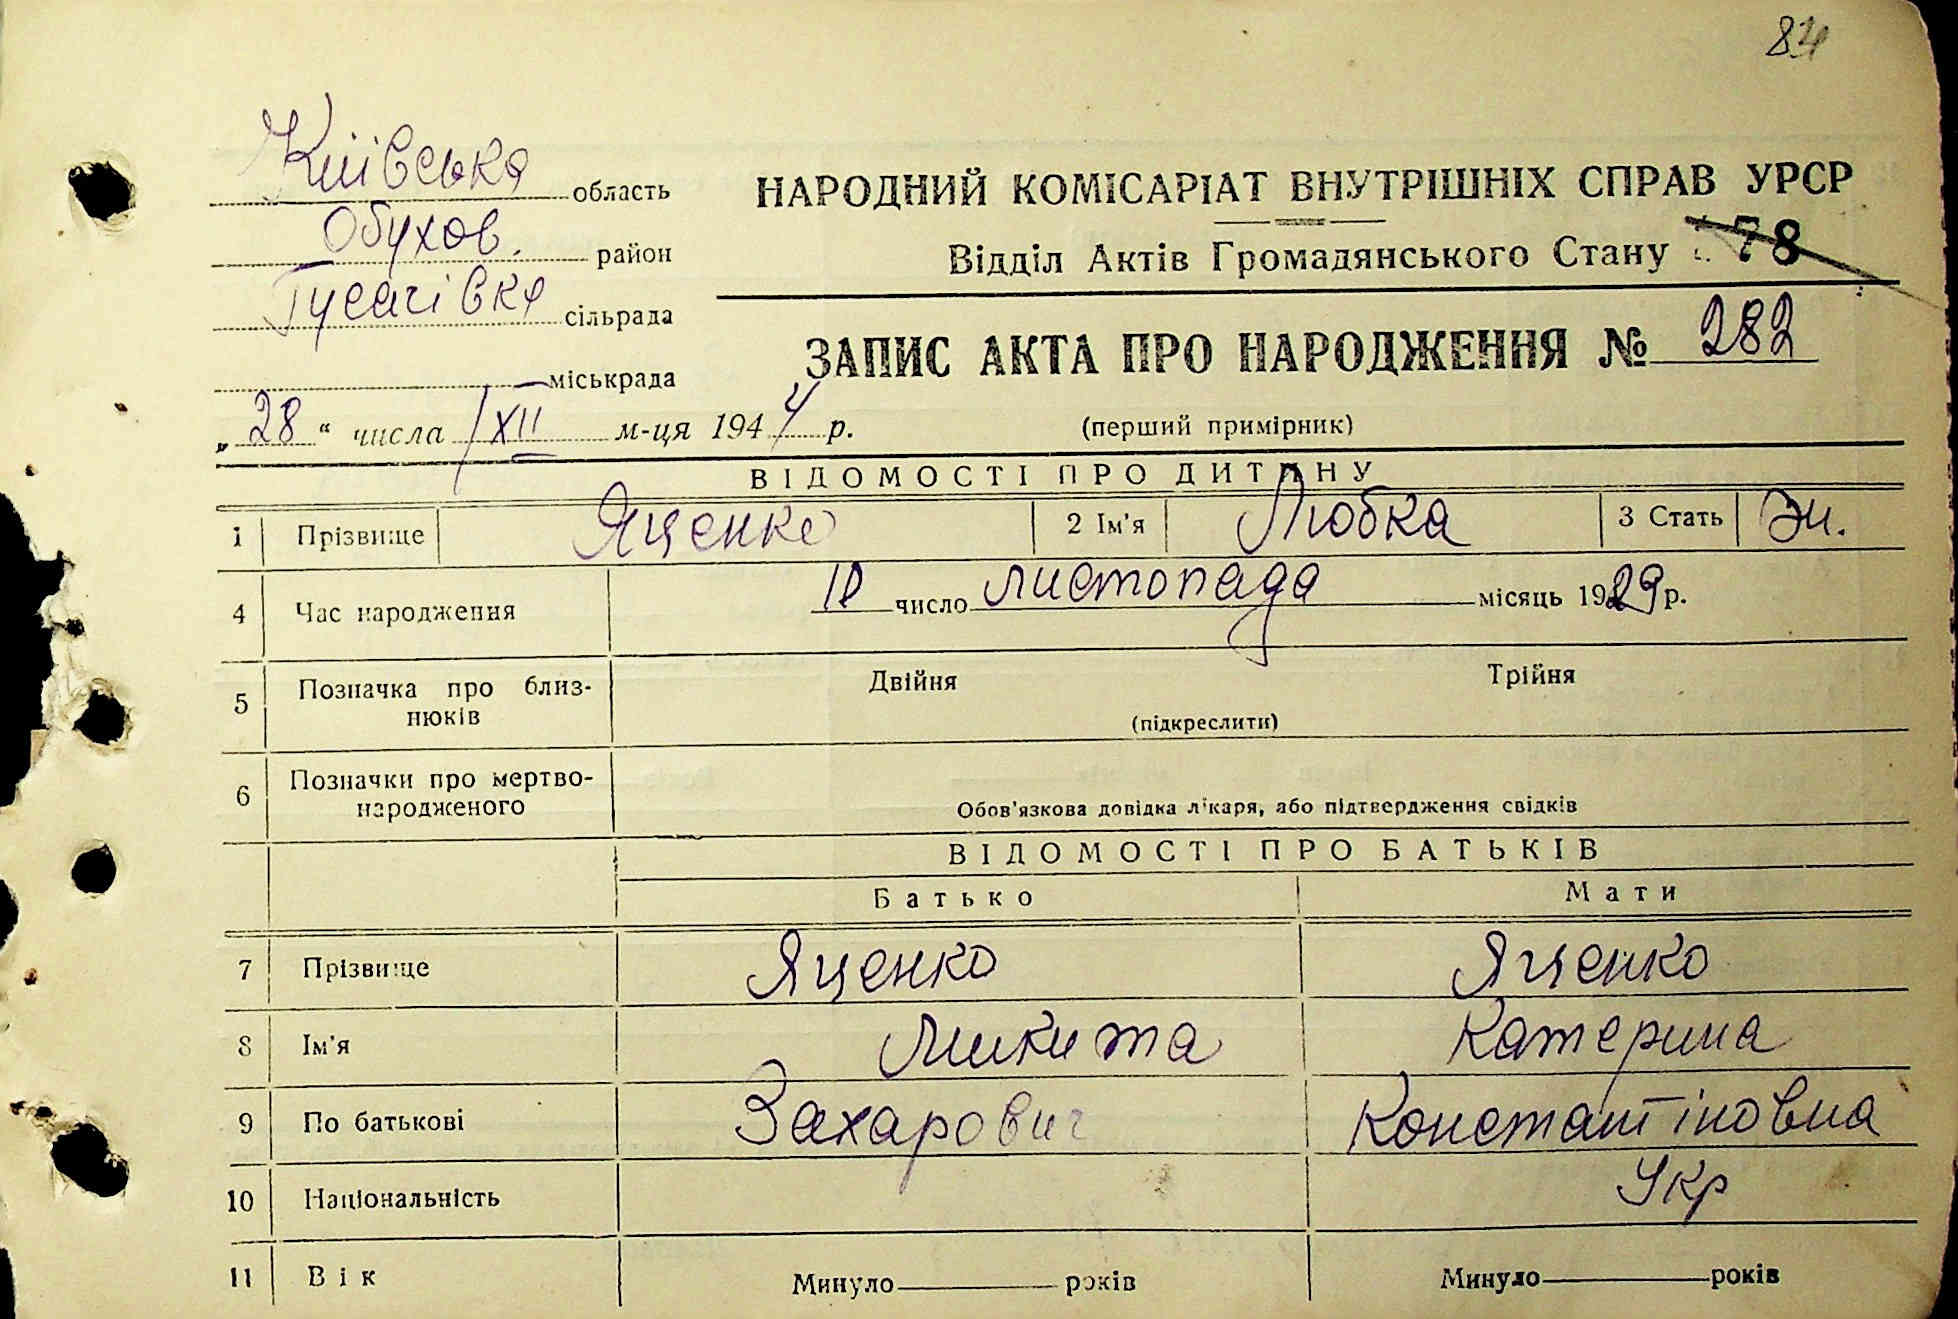 84
Київська область
Обухов. район
Гусачівка сільрада
міськрада
„28“ числа XII м-ця 1944 р.
НАРОДНИЙ КОМІСАРІАТ ВНУТРІШНІХ СПРАВ УРСР
Відділ Актів Громадянського Стану 78
ЗАПИС АКТА ПРО НАРОДЖЕННЯ № 282
(перший примірник)
ВІДОМОСТІ ПРО ДИТИНУ
1 Прізвище Яценко 2 Ім'я Любка 3 Стать Жи.
4 Час народження число листопада місяць 1929 р.
5 Позначка про близнюків Двійня Трійня
(підкреслити)
6 Позначки про мертвонародженого
Обов'язкова довідка лікаря, або підтвердження свідків
ВІДОМОСТІ ПРО БАТЬКІВ
Батько Мати
7 Прізвище Яценко Яценко
8 Ім'я Микита Катерина
9 По батькові Захарович Константіновна
10 Національність Укр
11 Вік Минуло років Минуло років